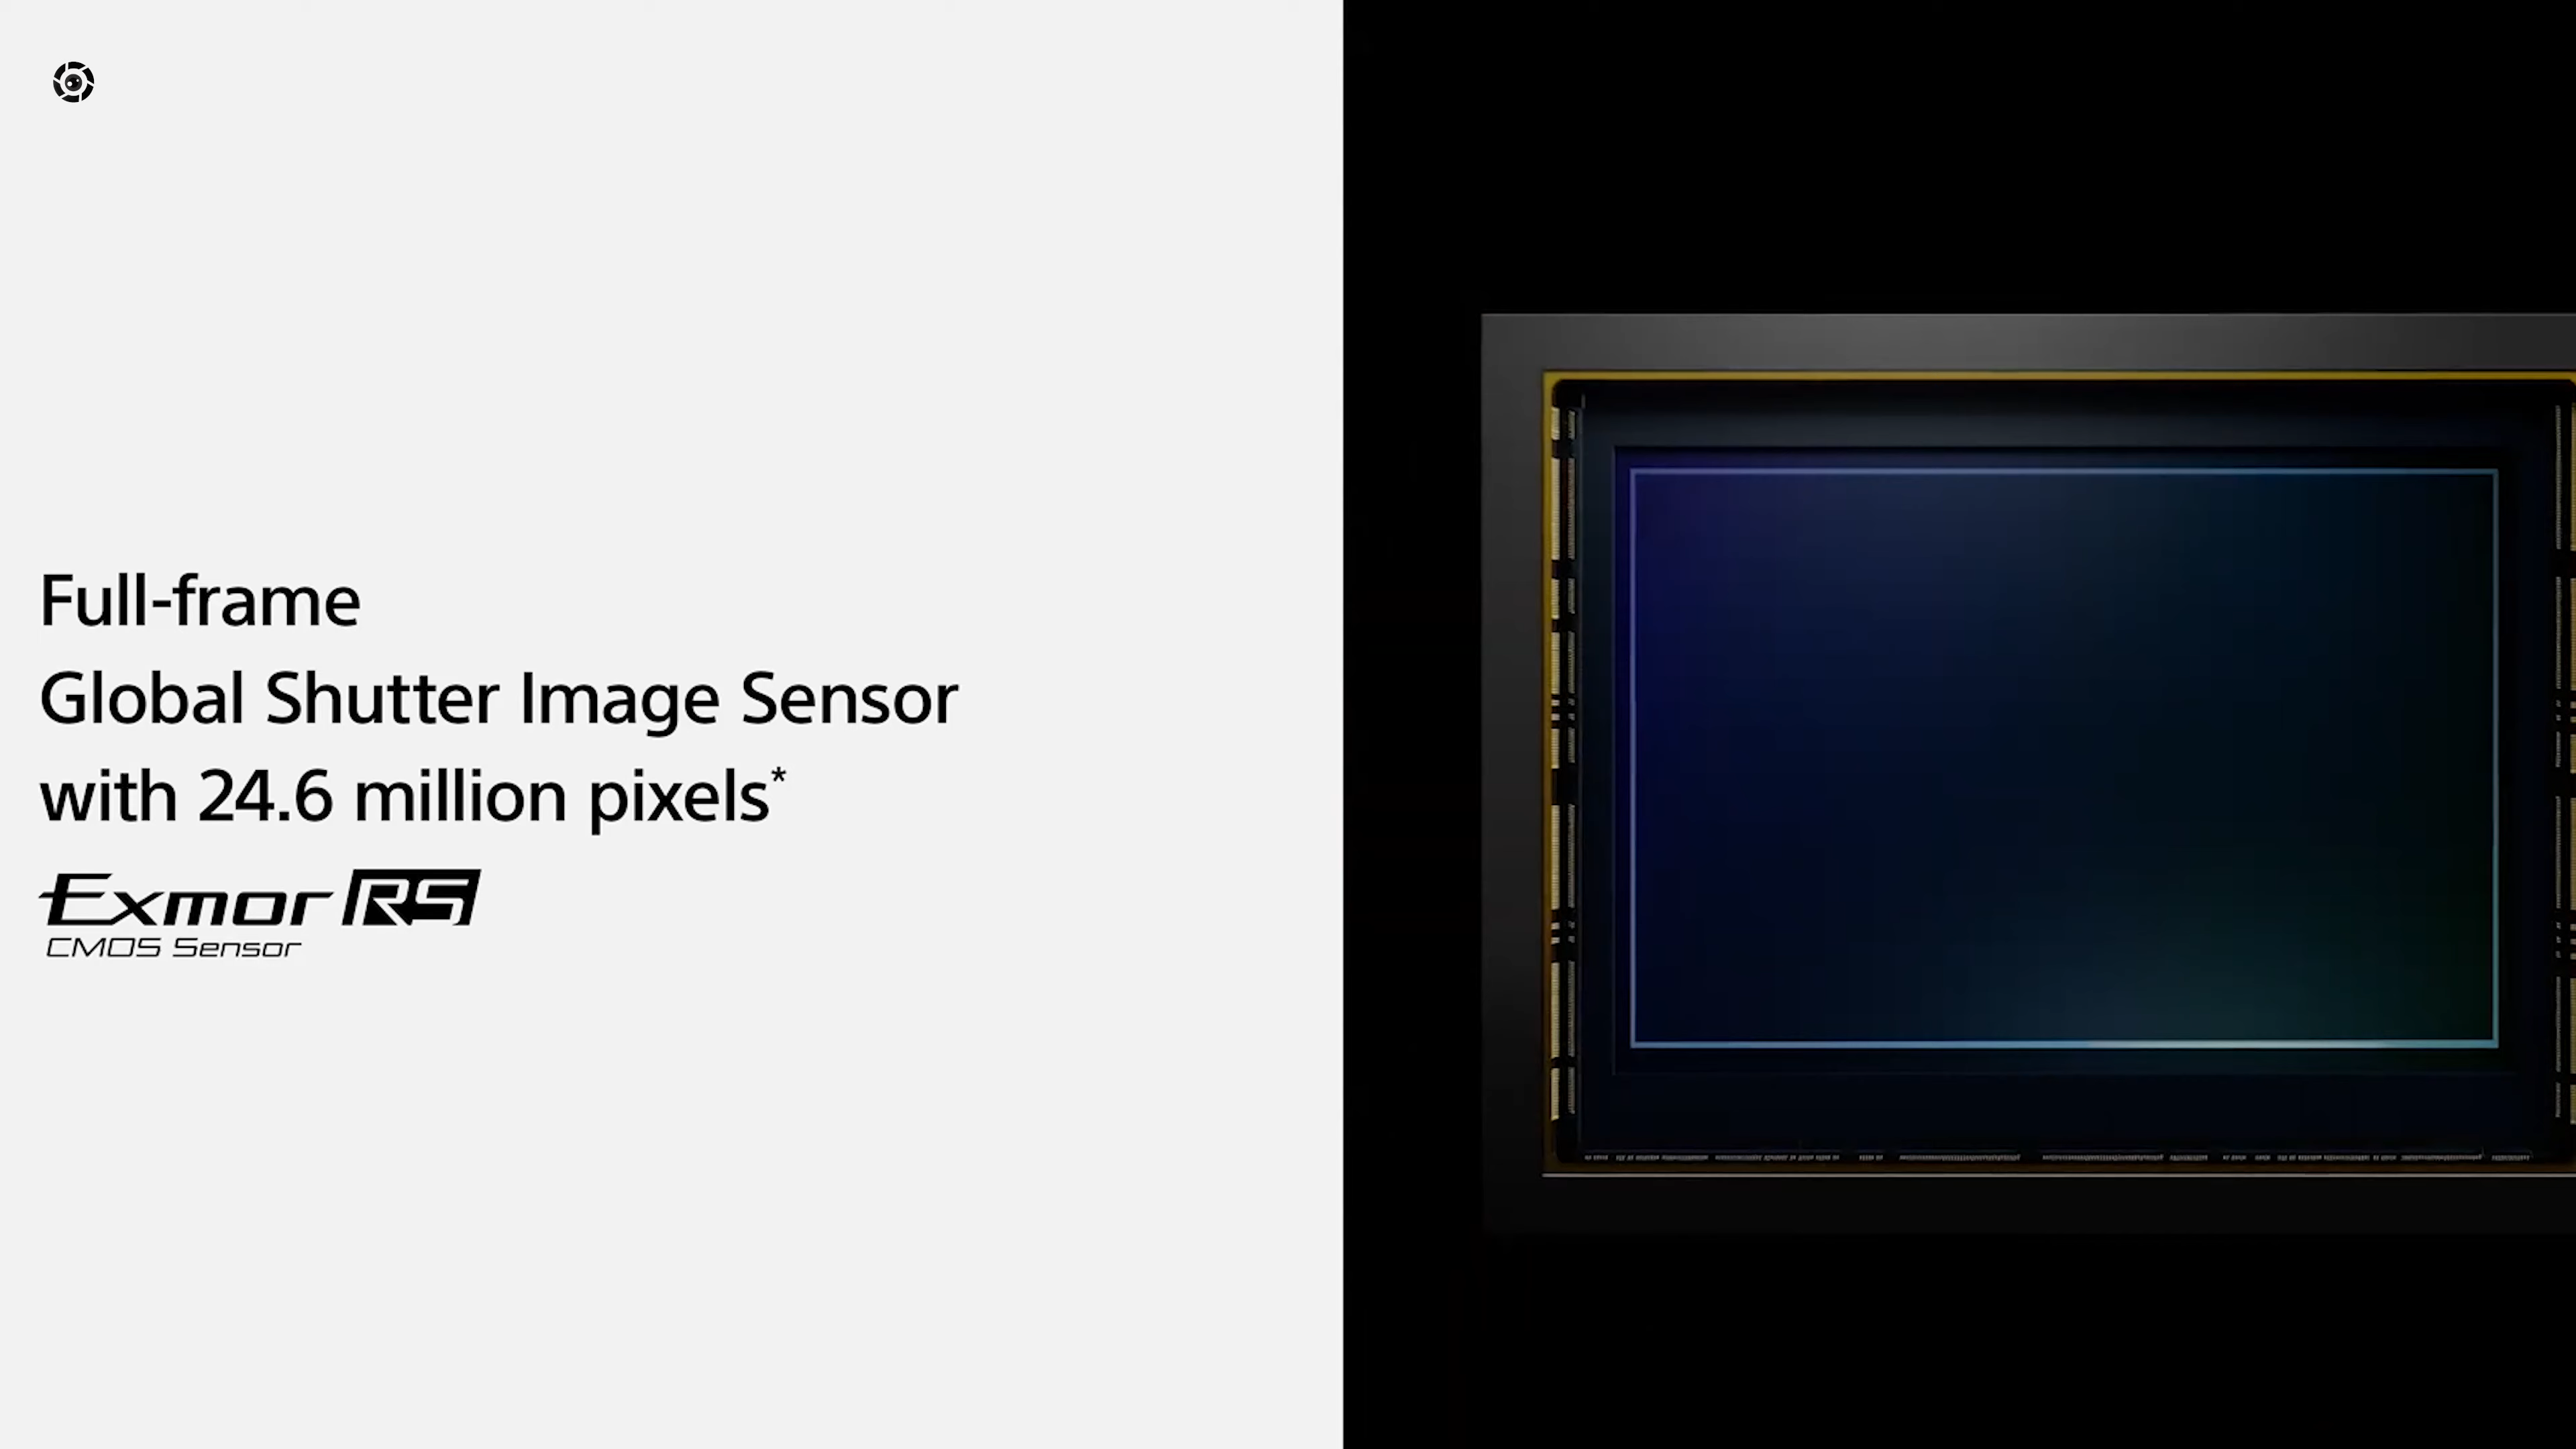 Full-frame
Global Shutter Image Sensor
with 24.6 million pixels*
Exmor RS
CMOS Sensor